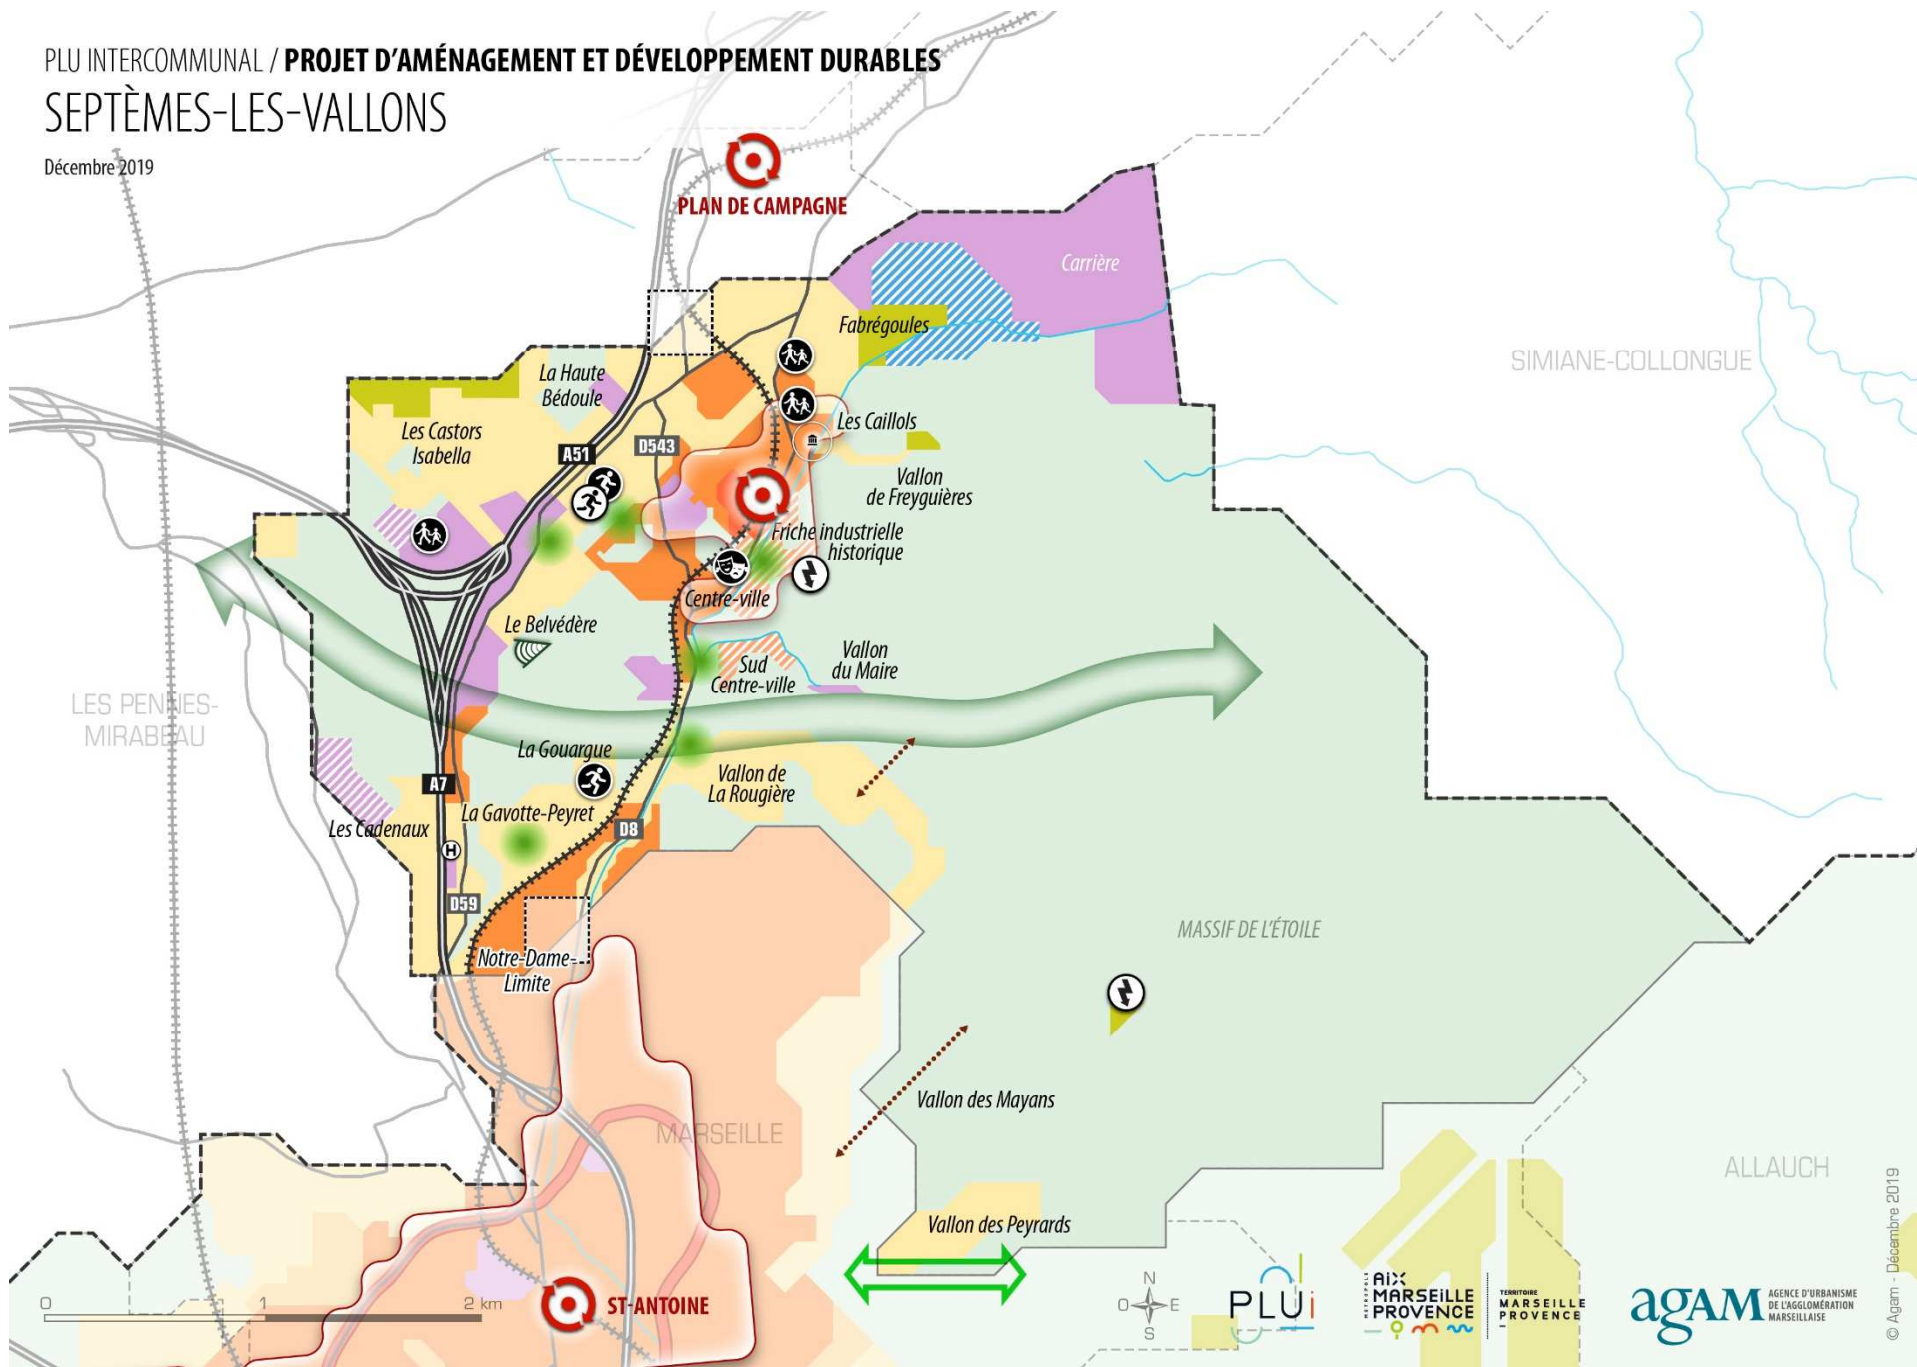 PLU INTERCOMMUNAL / PROJET D'AMÉNAGEMENT ET DÉVELOPPEMENT DURABLES
SEPTÈMES-LES-VALLONS
Décembre 2019
PLAN DE CAMPAGNE
Carrière
Fabrégoules
SIMIANE-COLLONGUE
La Haute
Bédoule
Les Castors
Isabella
A51
D543
Les Caillols
Vallon
de Freyguières
Friche industrielle
historique
Centre-ville
Le Belvédère
Sud
Centre-ville
Vallon
du Maire
LES PENNES-
MIRABEAU
La Gouargue
A7
Vallon de
La Rougière
La Gavotte-Peyret
Les Cadenaux
D8
H
D59
Notre-Dame-
Limite
MASSIF DE L'ÉTOILE
Vallon des Mayans
MARSEILLE
ALLAUCH
Vallon des Peyrards
ST-ANTOINE
0 1 2 km
N
O E
S
PLUi
MÉTROPOLE
AIX
MARSEILLE
PROVENCE
TERRITOIRE
MARSEILLE
PROVENCE
agAM
AGENCE D'URBANISME
DE L'AGGLOMÉRATION
MARSEILLAISE
© Agam - Décembre 2019